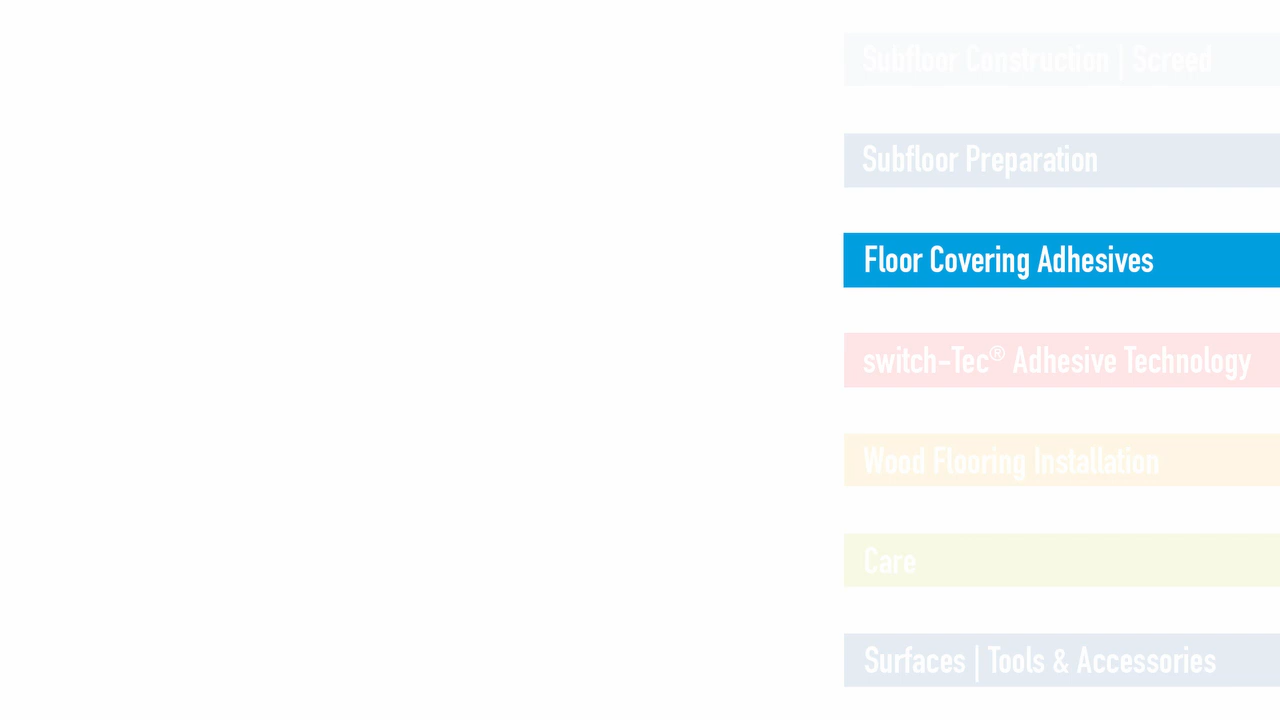 Subfloor Construction | Screed
Subfloor Preparation
Floor Covering Adhesives
switch-Tec® Adhesive Technology
Wood Flooring Installation
Care
Surfaces | Tools & Accessories